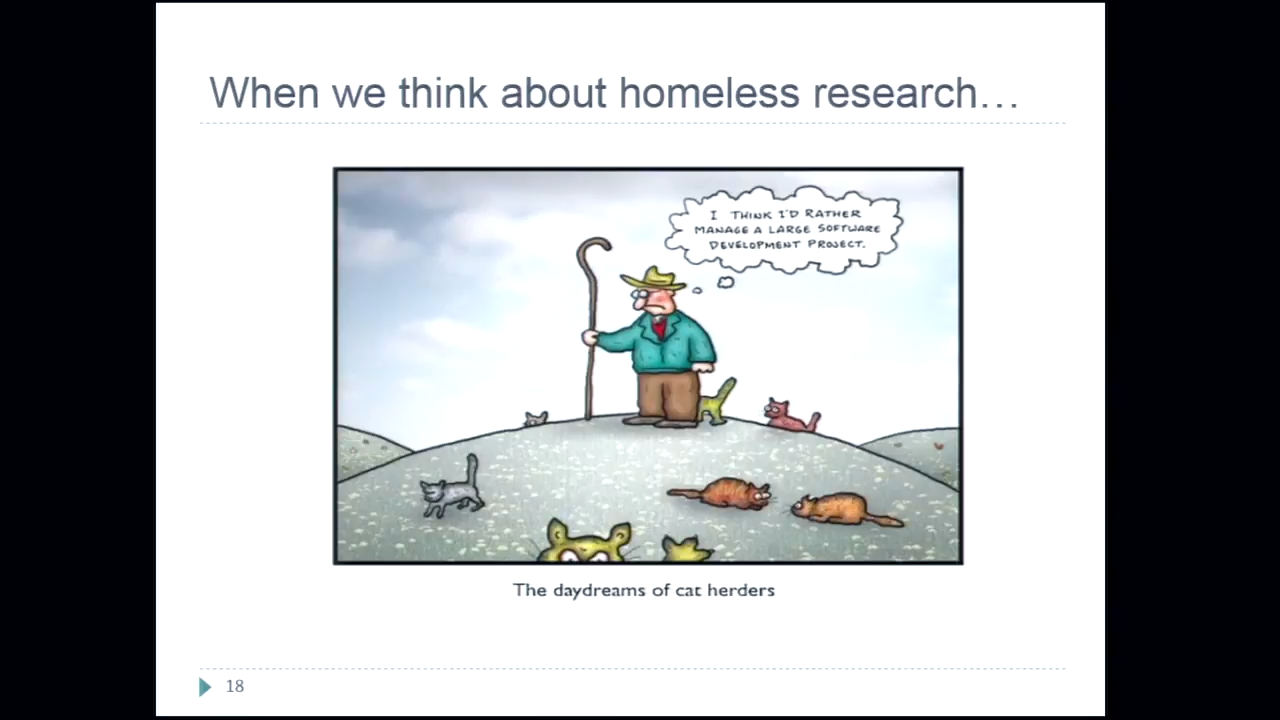 When we think about homeless research…
I THINK I'D RATHER
MANAGE A LARGE SOFTWARE
DEVELOPMENT PROJECT.
The daydreams of cat herders
18